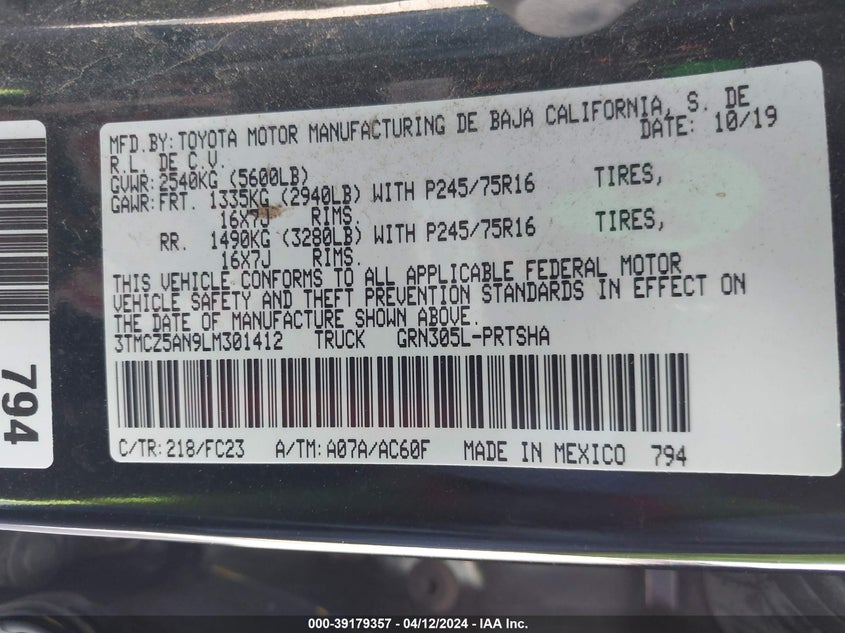 MFD.BY:TOYOTA MOTOR MANUFACTURING DE BAJA CALIFORNIA, S. DE
R.L. DE C.V. DATE: 10/19
GVWR:2540KG (5600LB)
GAWR:FRT. 1335KG (2940LB) WITH P245/75R16 TIRES,
16X7J RIMS.
RR. 1490KG (3280LB) WITH P245/75R16 TIRES,
16X7J RIMS.
THIS VEHICLE CONFORMS TO ALL APPLICABLE FEDERAL MOTOR
VEHICLE SAFETY AND THEFT PREVENTION STANDARDS IN EFFECT ON
THE DATE OF MANUFACTURE SHOWN ABOVE.
3TMCZ5AN9LM301412 TRUCK GRN305L-PRTSHA
C/TR:218/FC23 A/TM:A07A/AC60F MADE IN MEXICO 794
794
000-39179357 - 04/12/2024 - IAA Inc.